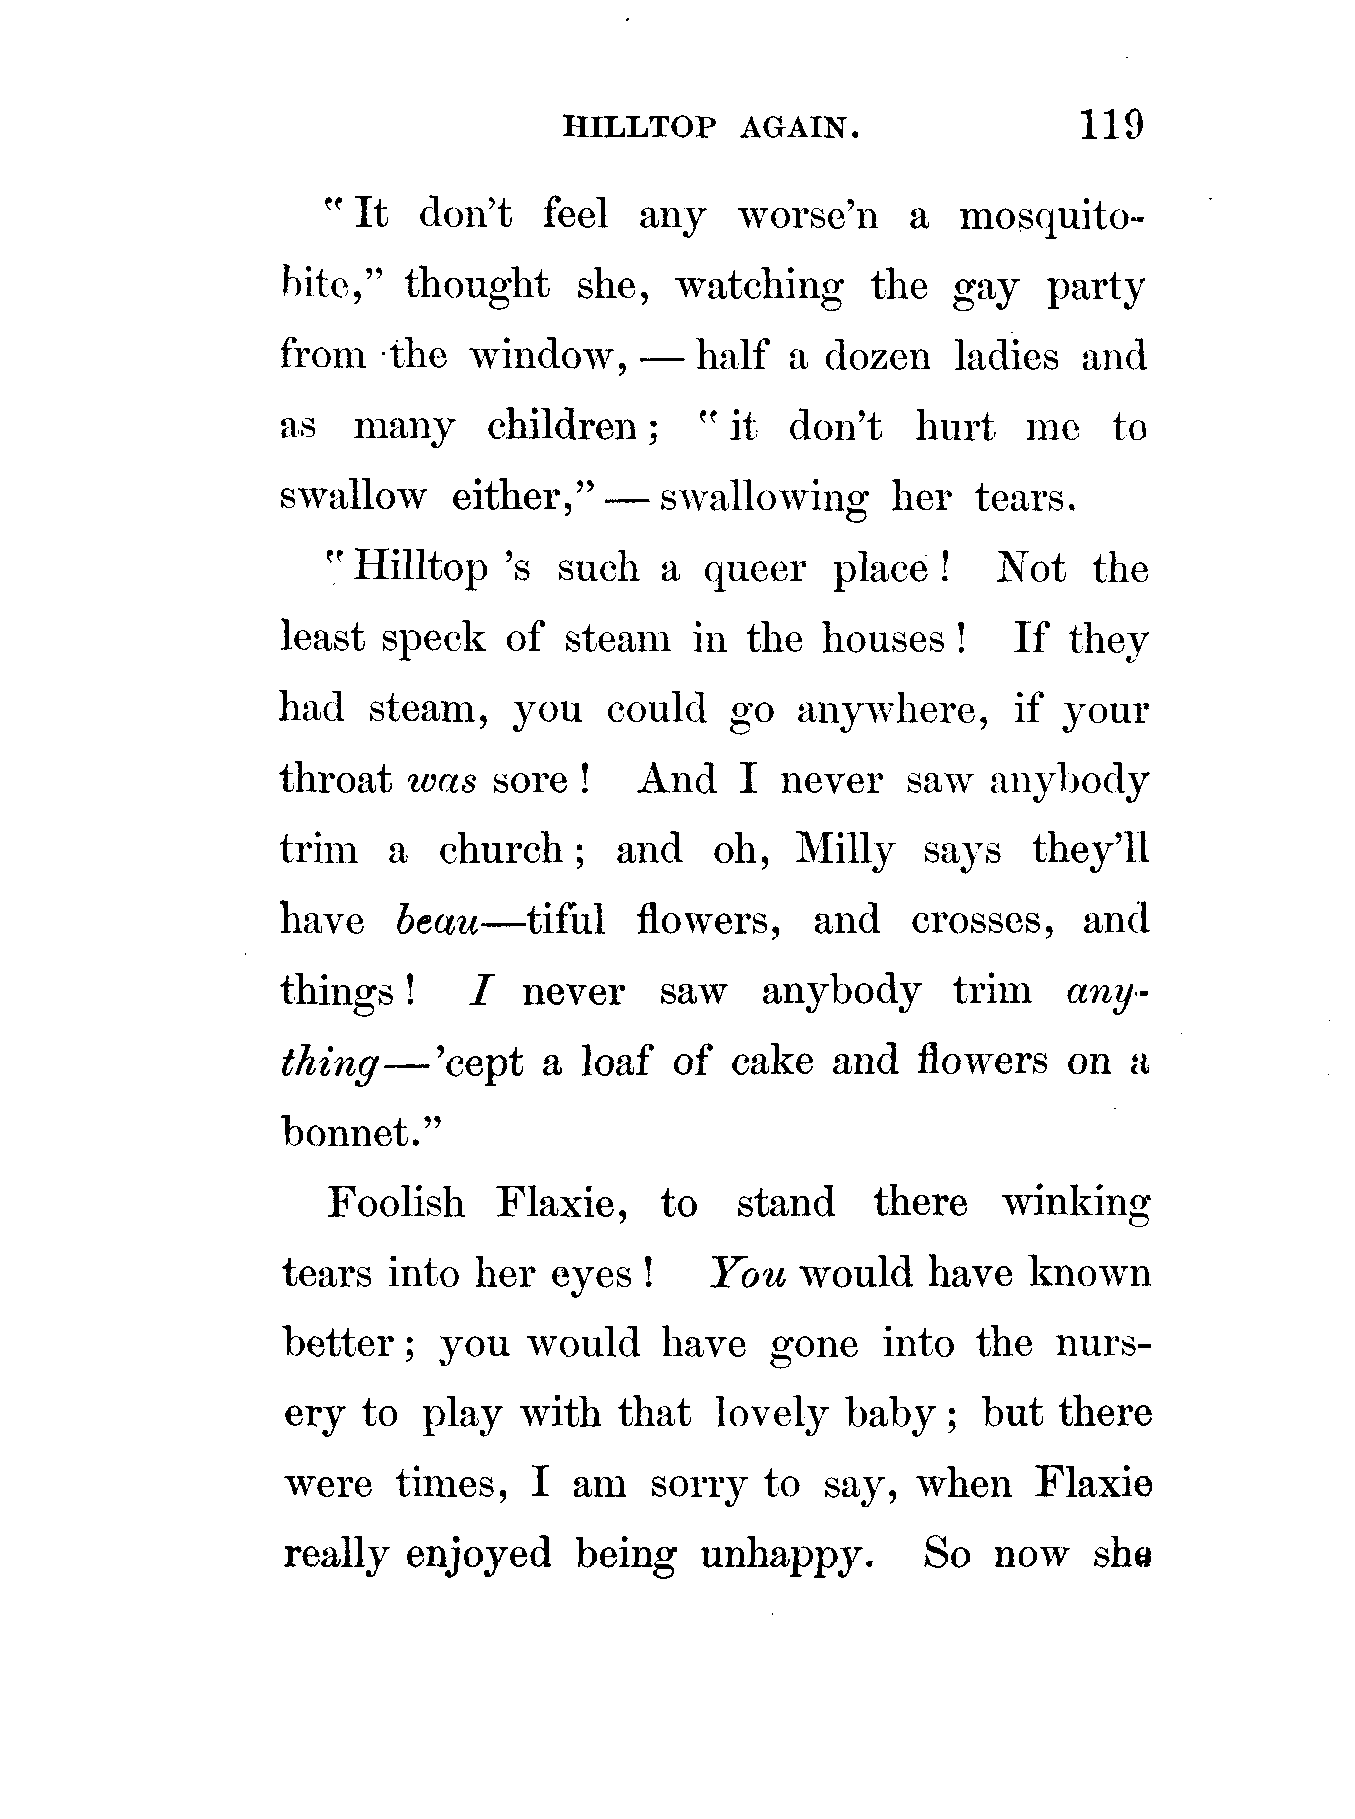 HILLTOP AGAIN. 119
"It don't feel any worse'n a mosquito-
bite," thought she, watching the gay party
from the window, — half a dozen ladies and
as many children; "it don't hurt me to
swallow either," — swallowing her tears.
"Hilltop 's such a queer place! Not the
least speck of steam in the houses! If they
had steam, you could go anywhere, if your
throat was sore! And I never saw anybody
trim a church; and oh, Milly says they'll
have beau—tiful flowers, and crosses, and
things! I never saw anybody trim any-
thing—'cept a loaf of cake and flowers on a
bonnet."
Foolish Flaxie, to stand there winking
tears into her eyes! You would have known
better; you would have gone into the nurs-
ery to play with that lovely baby; but there
were times, I am sorry to say, when Flaxie
really enjoyed being unhappy. So now she